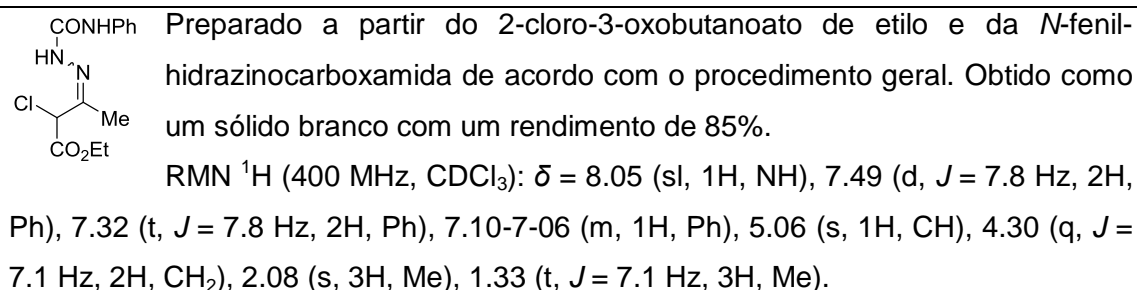 CONHPh
HN
N
Cl
Me
CO2Et
Preparado a partir do 2-cloro-3-oxobutanoato de etilo e da N-fenil-
hidrazinocarboxamida de acordo com o procedimento geral. Obtido como
um sólido branco com um rendimento de 85%.
RMN ¹H (400 MHz, CDCl₃): δ = 8.05 (sl, 1H, NH), 7.49 (d, J = 7.8 Hz, 2H,
Ph), 7.32 (t, J = 7.8 Hz, 2H, Ph), 7.10-7-06 (m, 1H, Ph), 5.06 (s, 1H, CH), 4.30 (q, J =
7.1 Hz, 2H, CH₂), 2.08 (s, 3H, Me), 1.33 (t, J = 7.1 Hz, 3H, Me).